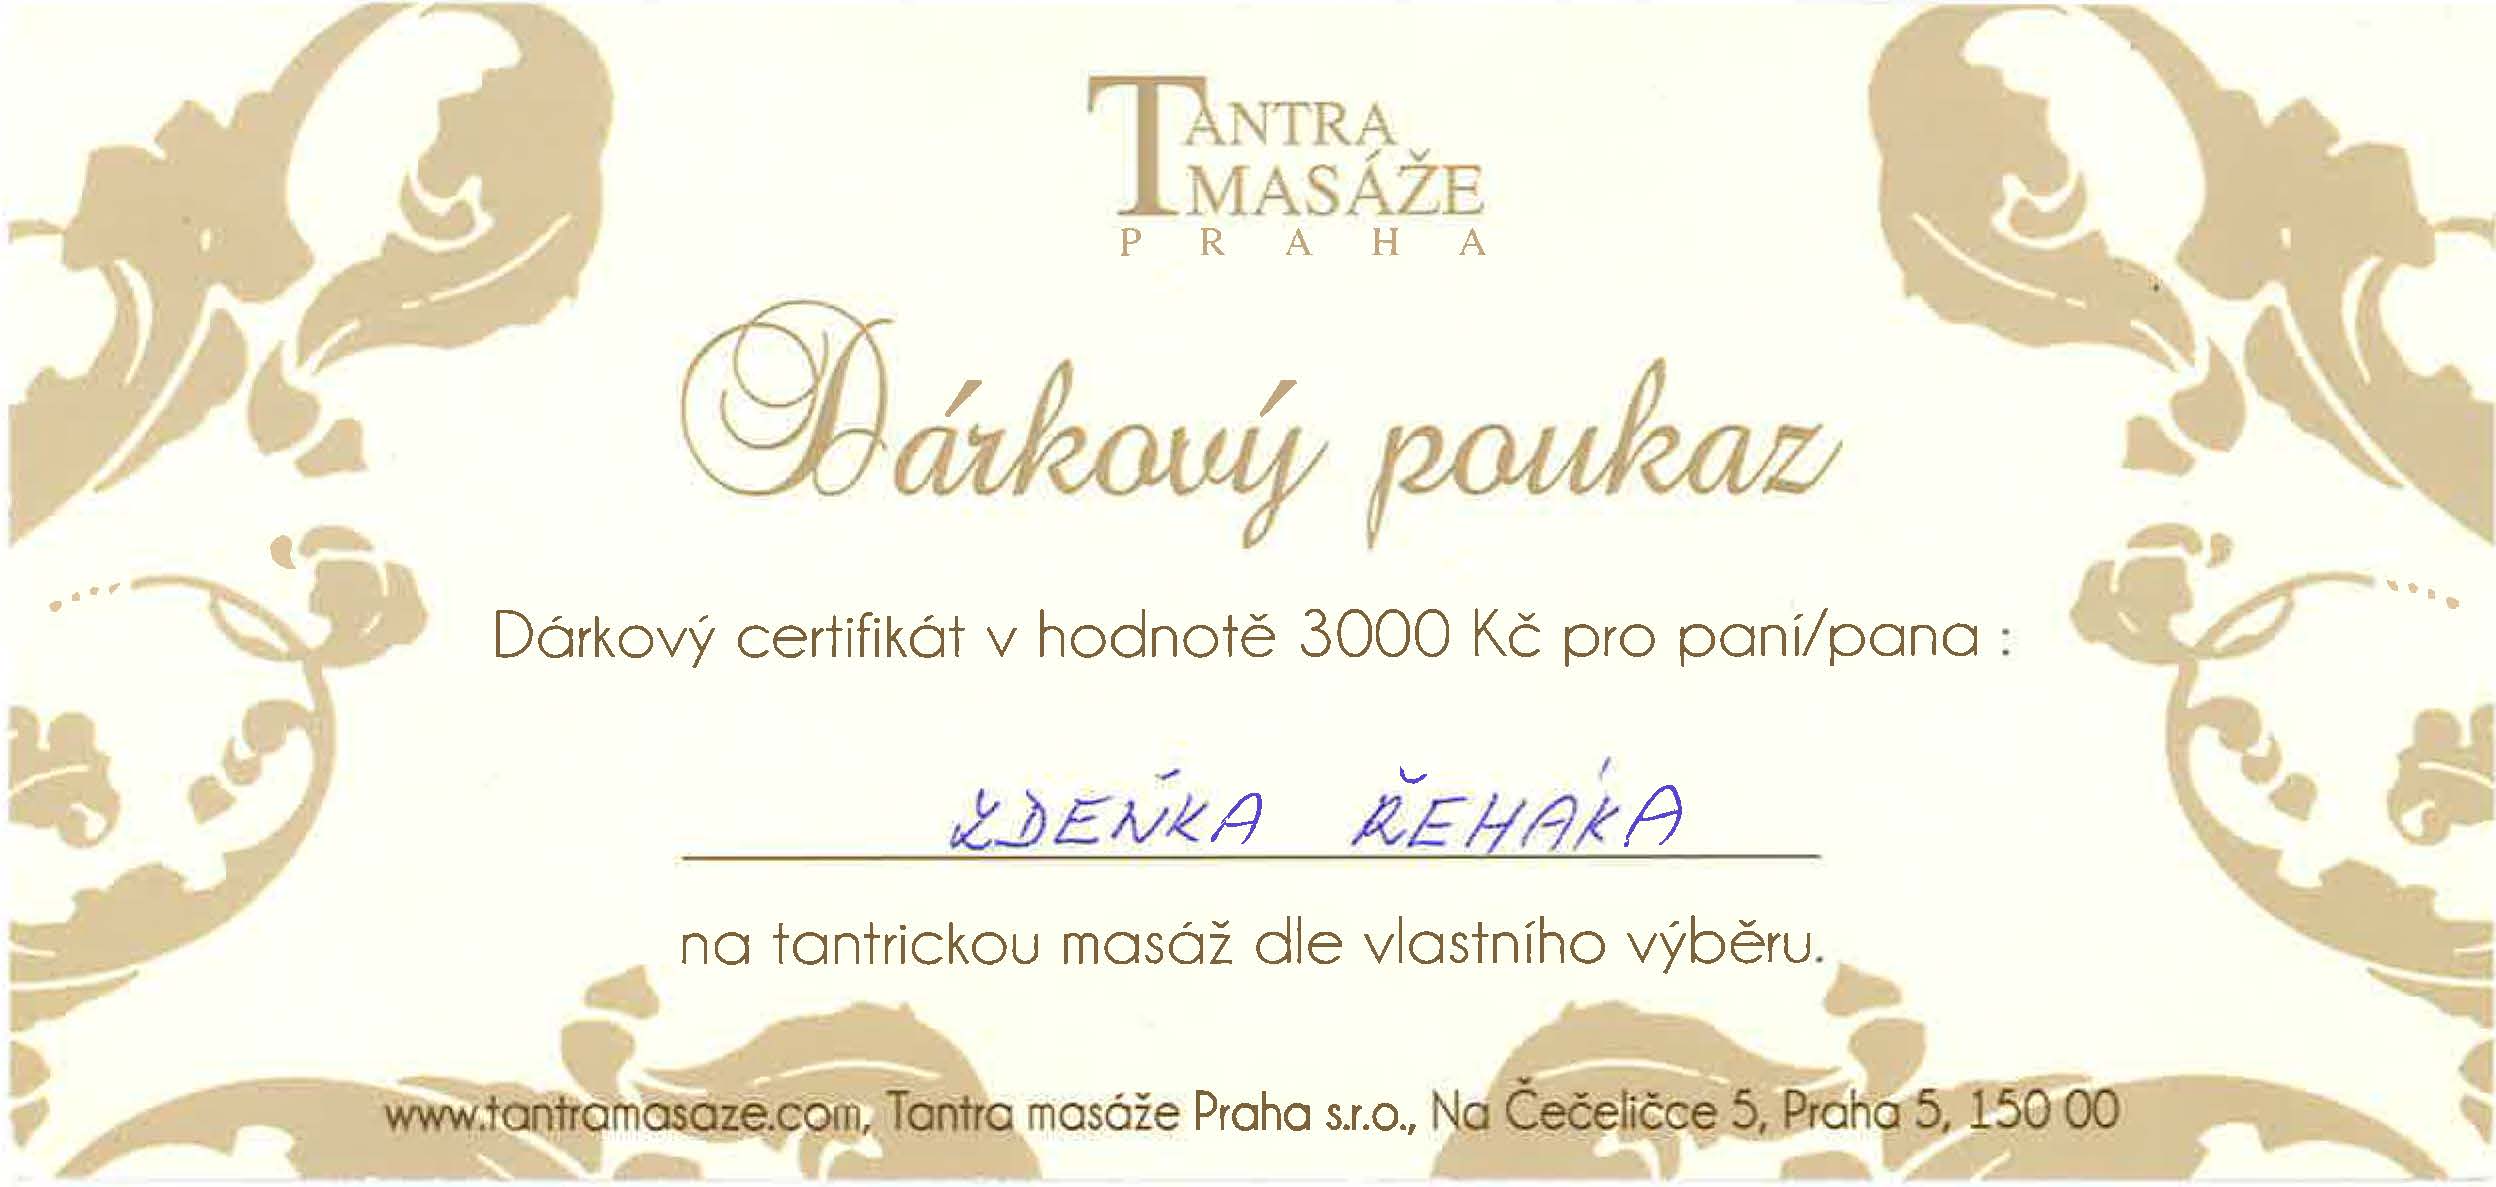 TANTRA
MASÁŽE
PRAHA
Dárkový poukaz
Dárkový certifikát v hodnotě 3000 Kč pro paní/pana :
ZDEŇKA ŘEHÁKA
na tantrickou masáž dle vlastního výběru.
www.tantramasaze.com, Tantra masáže Praha s.r.o., Na Čečeličce 5, Praha 5, 150 00